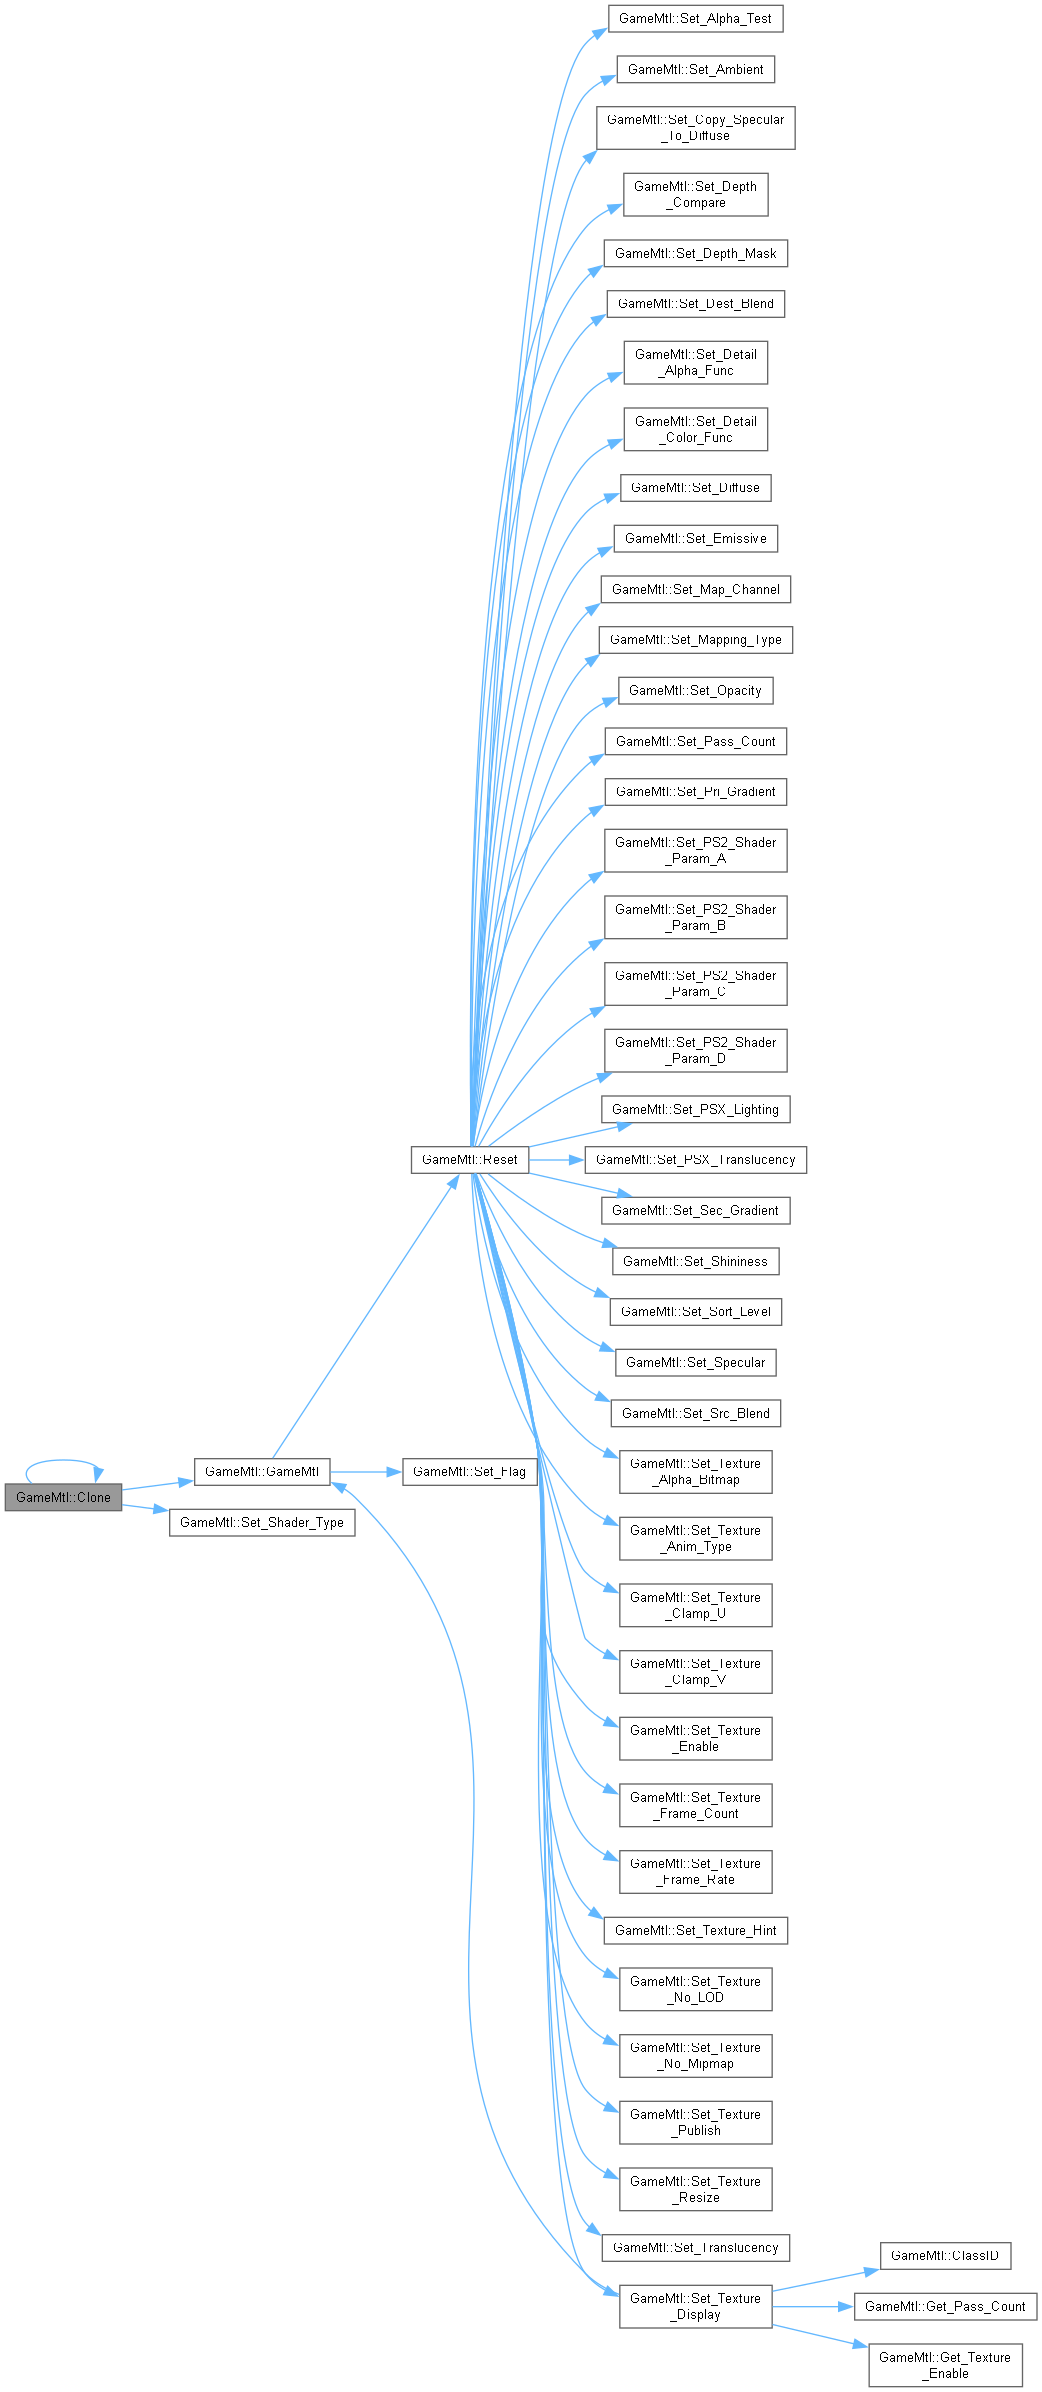 GameMtl::Set_Alpha_Test
GameMtl::Set_Ambient
GameMtl::Set_Copy_Specular
_To_Diffuse
GameMtl::Set_Depth
_Compare
GameMtl::Set_Depth_Mask
GameMtl::Set_Dest_Blend
GameMtl::Set_Detail
_Alpha_Func
GameMtl::Set_Detail
_Color_Func
GameMtl::Set_Diffuse
GameMtl::Set_Emissive
GameMtl::Set_Map_Channel
GameMtl::Set_Mapping_Type
GameMtl::Set_Opacity
GameMtl::Set_Pass_Count
GameMtl::Set_Pri_Gradient
GameMtl::Set_PS2_Shader
_Param_A
GameMtl::Set_PS2_Shader
_Param_B
GameMtl::Set_PS2_Shader
_Param_C
GameMtl::Set_PS2_Shader
_Param_D
GameMtl::Set_PSX_Lighting
GameMtl::Reset
GameMtl::Set_PSX_Translucency
GameMtl::Set_Sec_Gradient
GameMtl::Set_Shininess
GameMtl::Set_Sort_Level
GameMtl::Set_Specular
GameMtl::Set_Src_Blend
GameMtl::Clone
GameMtl::GameMtl
GameMtl::Set_Shader_Type
GameMtl::Set_Flag
GameMtl::Set_Texture
_Alpha_Bitmap
GameMtl::Set_Texture
_Anim_Type
GameMtl::Set_Texture
_Clamp_U
GameMtl::Set_Texture
_Clamp_V
GameMtl::Set_Texture
_Enable
GameMtl::Set_Texture
_Frame_Count
GameMtl::Set_Texture
_Frame_Rate
GameMtl::Set_Texture_Hint
GameMtl::Set_Texture
_No_LOD
GameMtl::Set_Texture
_No_Mipmap
GameMtl::Set_Texture
_Publish
GameMtl::Set_Texture
_Resize
GameMtl::Set_Translucency
GameMtl::Set_Texture
_Display
GameMtl::ClassID
GameMtl::Get_Pass_Count
GameMtl::Get_Texture
_Enable